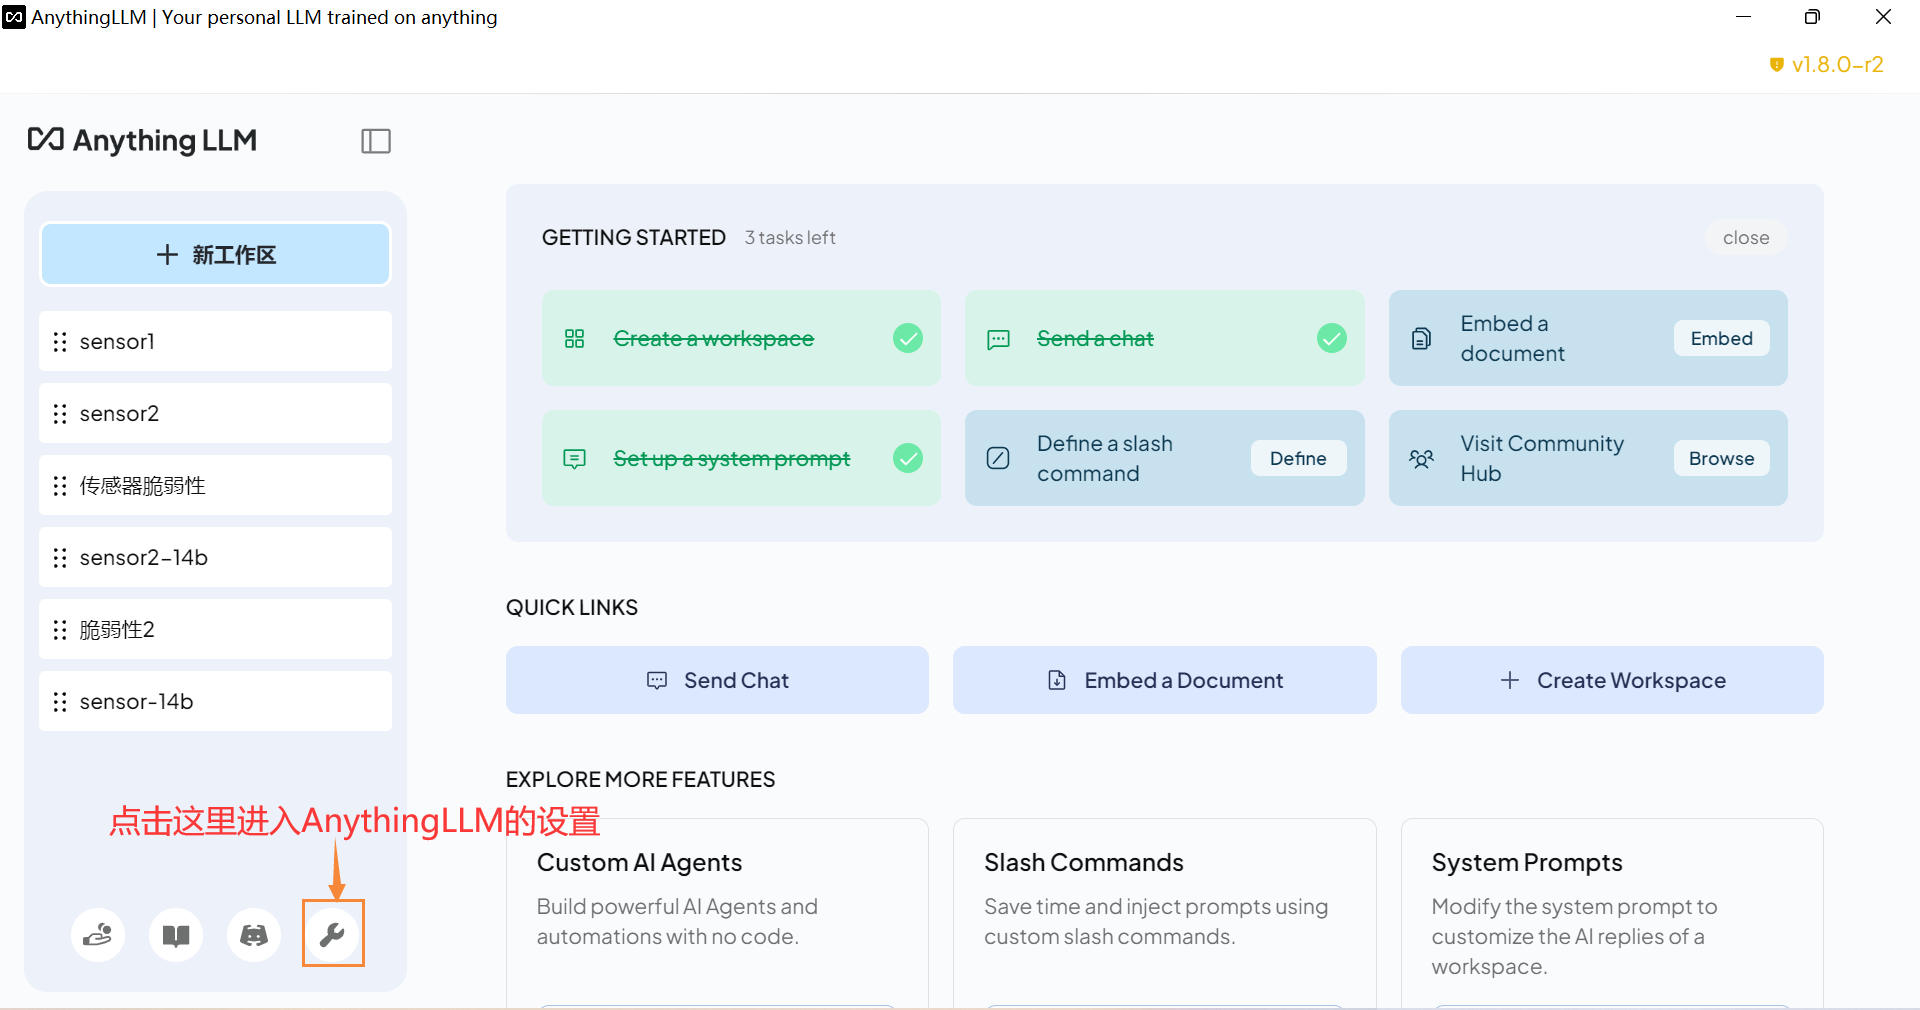 AnythingLLM | Your personal LLM trained on anything
v1.8.0-r2
Anything LLM
新工作区
sensor1
sensor2
传感器脆弱性
sensor2-14b
脆弱性2
sensor-14b
点击这里进入AnythingLLM的设置
GETTING STARTED 3 tasks left close
Create a workspace
Send a chat
Embed a
document
Embed
Set up a system prompt
Define a slash
command
Define
Visit Community
Hub
Browse
QUICK LINKS
Send Chat
Embed a Document
Create Workspace
EXPLORE MORE FEATURES
Custom AI Agents
Build powerful AI Agents and
automations with no code.
Slash Commands
Save time and inject prompts using
custom slash commands.
System Prompts
Modify the system prompt to
customize the AI replies of a
workspace.